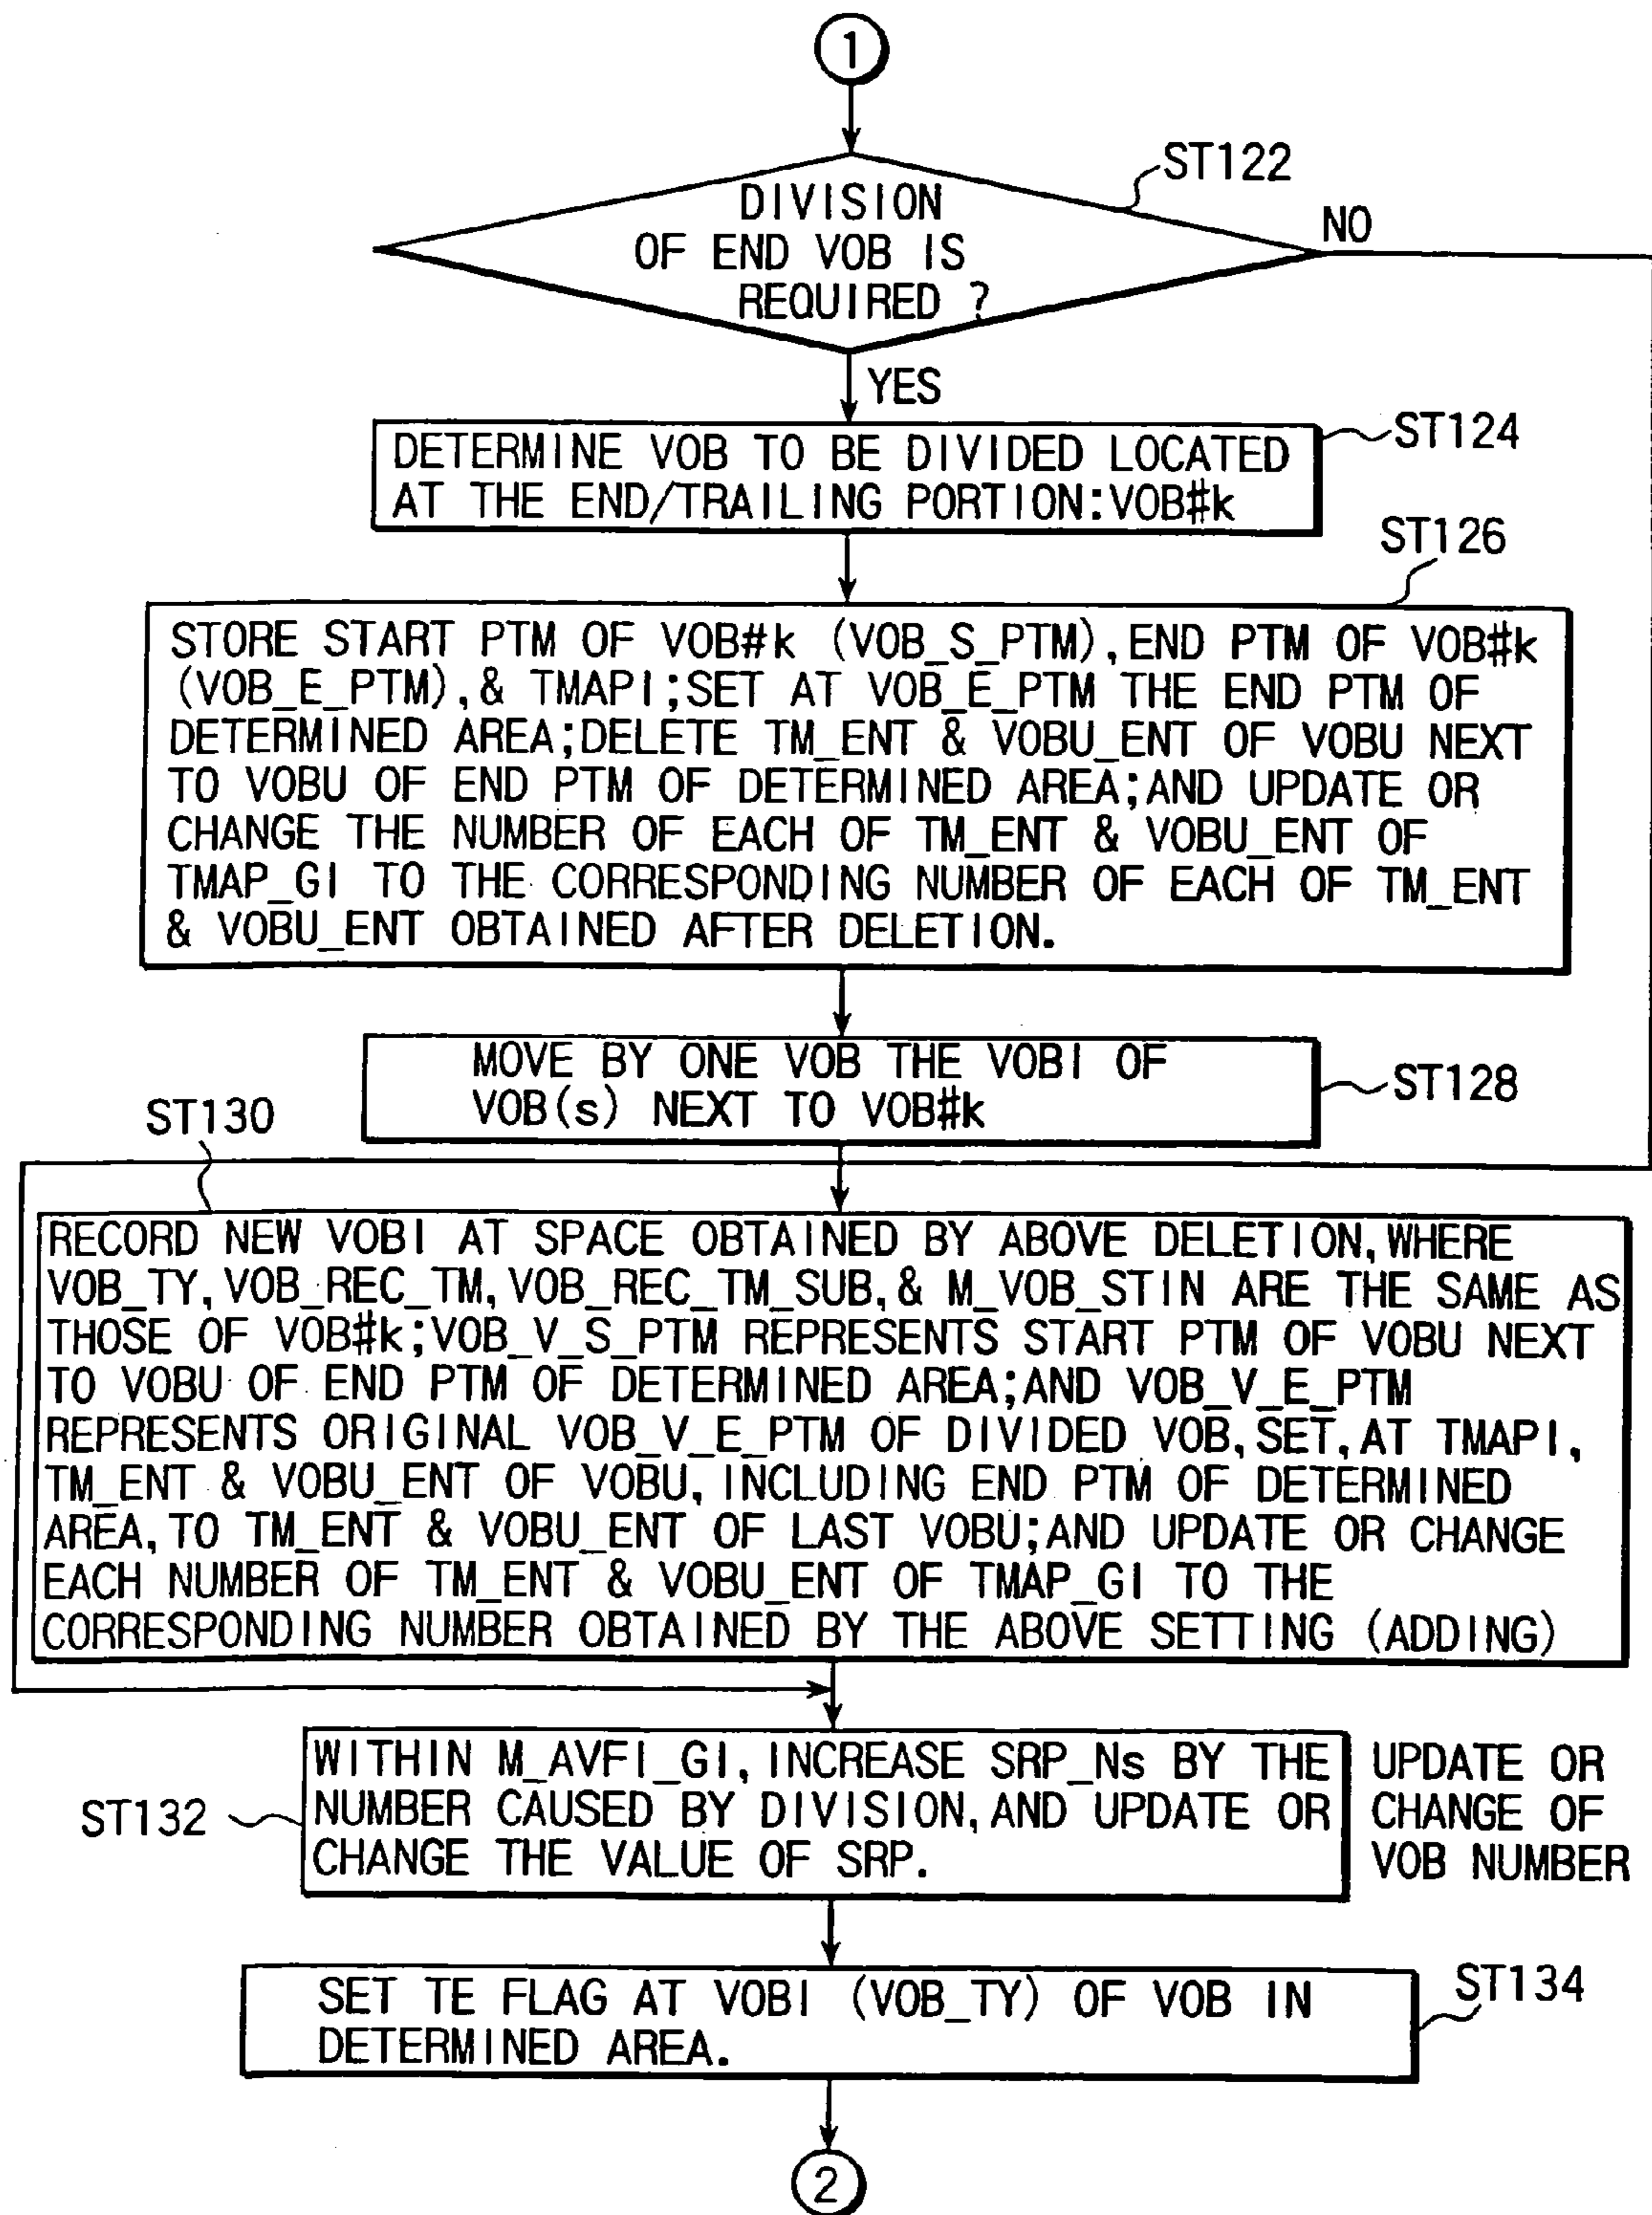 1
ST122
DIVISION
OF END VOB IS
REQUIRED ?
NO
YES
ST124
DETERMINE VOB TO BE DIVIDED LOCATED
AT THE END/TRAILING PORTION:VOB#k
ST126
STORE START PTM OF VOB#k (VOB_S_PTM), END PTM OF VOB#k
(VOB_E_PTM), & TMAPI;SET AT VOB_E_PTM THE END PTM OF
DETERMINED AREA;DELETE TM_ENT & VOBU_ENT OF VOBU NEXT
TO VOBU OF END PTM OF DETERMINED AREA;AND UPDATE OR
CHANGE THE NUMBER OF EACH OF TM_ENT & VOBU_ENT OF
TMAP_GI TO THE CORRESPONDING NUMBER OF EACH OF TM_ENT
& VOBU_ENT OBTAINED AFTER DELETION.
MOVE BY ONE VOB THE VOBI OF
VOB(s) NEXT TO VOB#k
ST128
ST130
RECORD NEW VOBI AT SPACE OBTAINED BY ABOVE DELETION, WHERE
VOB_TY, VOB_REC_TM, VOB_REC_TM_SUB, & M_VOB_STIN ARE THE SAME AS
THOSE OF VOB#k;VOB_V_S_PTM REPRESENTS START PTM OF VOBU NEXT
TO VOBU OF END PTM OF DETERMINED AREA;AND VOB_V_E_PTM
REPRESENTS ORIGINAL VOB_V_E_PTM OF DIVIDED VOB, SET, AT TMAPI,
TM_ENT & VOBU_ENT OF VOBU, INCLUDING END PTM OF DETERMINED
AREA, TO TM_ENT & VOBU_ENT OF LAST VOBU;AND UPDATE OR CHANGE
EACH NUMBER OF TM_ENT & VOBU_ENT OF TMAP_GI TO THE
CORRESPONDING NUMBER OBTAINED BY THE ABOVE SETTING (ADDING)
WITHIN M_AVFI_GI, INCREASE SRP_Ns BY THE
NUMBER CAUSED BY DIVISION, AND UPDATE OR
CHANGE THE VALUE OF SRP.
ST132
UPDATE OR
CHANGE OF
VOB NUMBER
SET TE FLAG AT VOBI (VOB_TY) OF VOB IN
DETERMINED AREA.
ST134
2